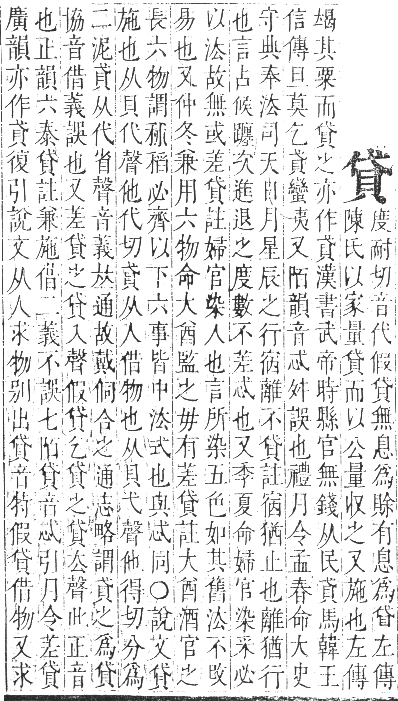 貸
度耐切音代假貸無息爲賖有息爲貸左傳
陳氏以家量貸而以公量收之又施也左傳
竭其粟而貸之亦作貣漢書武帝時縣官無錢从民貣馬韓王
信傳旦莫乞貣蠻夷又陌韻音忒𠀤誤也禮月令孟春命大史
守典奉法司天日月星辰之行宿離不貸註宿猶止也離猶行
也言占候躔次進退之度數不差忒也又季夏命婦官染采必
以法故無或差貸註婦官染人也言所染五色如其舊法不敢
易也又仲冬兼用六物命大酋監之毋有差貸註大酋酒官之
長六物謂秫稻必齊以下六事皆中法式也與忒同○說文貸
施也从貝代聲他代切貣从人借物也从貝弋聲他得切分爲
二泥貣从代省聲音義𠀤通故戴侗合之通志略謂貣之爲貸
協音借義誤也又差貸之貸入聲假貸乞貸之貸去聲此正音
也正韻六泰貸註兼施借二義不誤七陌貸音忒引月令差貸
廣韻亦作貣復引說文从人求物別出貸音特假貸借物又求